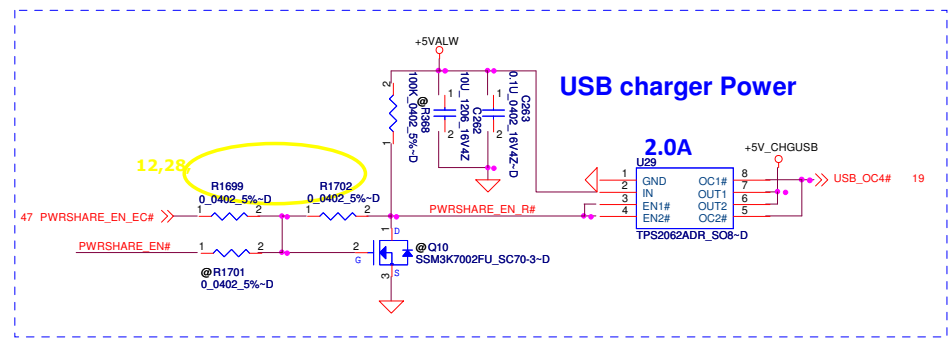 +5VALW
USB charger Power
2
100K_0402_5%~D
@R368
1
10U_1206_16V4Z
C262
1
2
0.1U_0402_16V4Z~D
C263
1
2
12,28,
2.0A
+5V_CHGUSB
U29
R1699
0_0402_5%~D
R1702
0_0402_5%~D
1 GND OC1# 8
2 IN OUT1 7
3 EN1# OUT2 6
4 EN2# OC2# 5
TPS2062ADR_SO8~D
USB_OC4# 19
47 PWRSHARE_EN_EC#
1 2
1 2
PWRSHARE_EN_R#
PWRSHARE_EN#
1 2
@R1701
0_0402_5%~D
1 D
2 G
3 S
@Q10
SSM3K7002FU_SC70-3~D